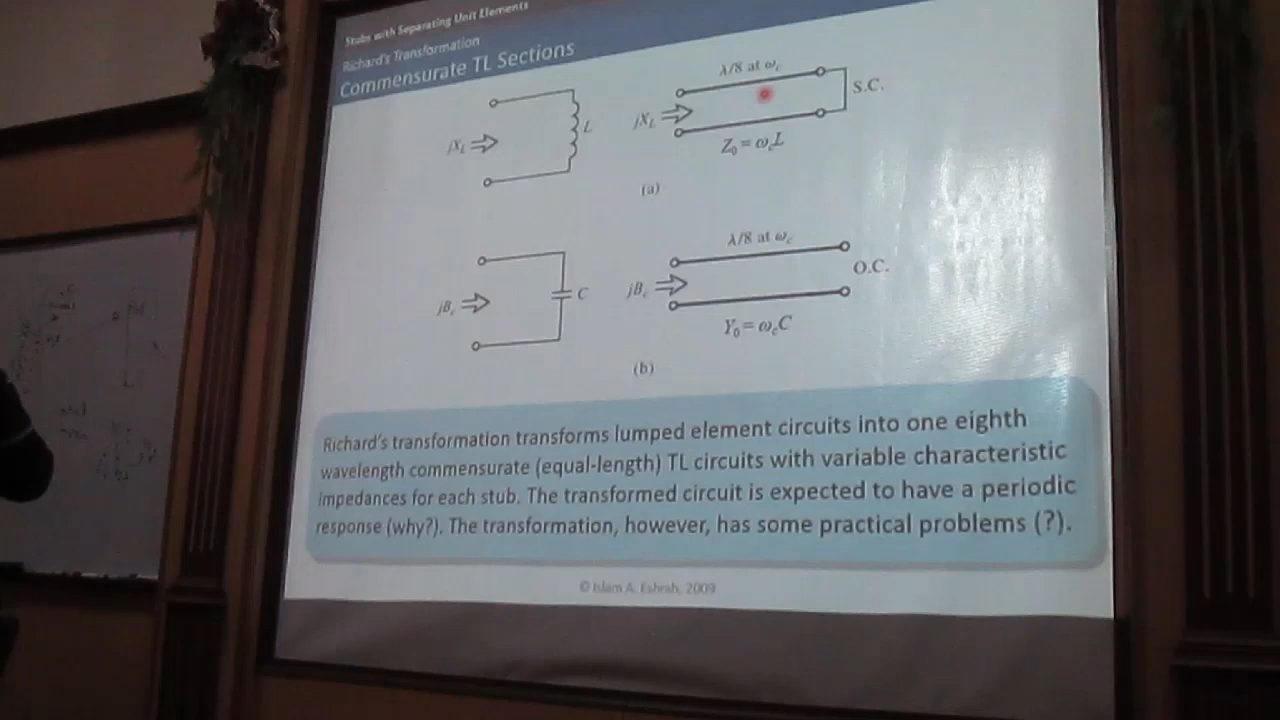 Stubs with Separating Unit Elements
Richard's Transformation
Commensurate TL Sections
jX_L
L
λ/8 at ω_c
jX_L
S.C.
Z_0 = ω_cL
(a)
jB_c
C
λ/8 at ω_c
jB_c
O.C.
Y_0 = ω_cC
(b)
Richard's transformation transforms lumped element circuits into one eighth
wavelength commensurate (equal-length) TL circuits with variable characteristic
impedances for each stub. The transformed circuit is expected to have a periodic
response (why?). The transformation, however, has some practical problems (?).
© Islam A. Eshrah, 2009